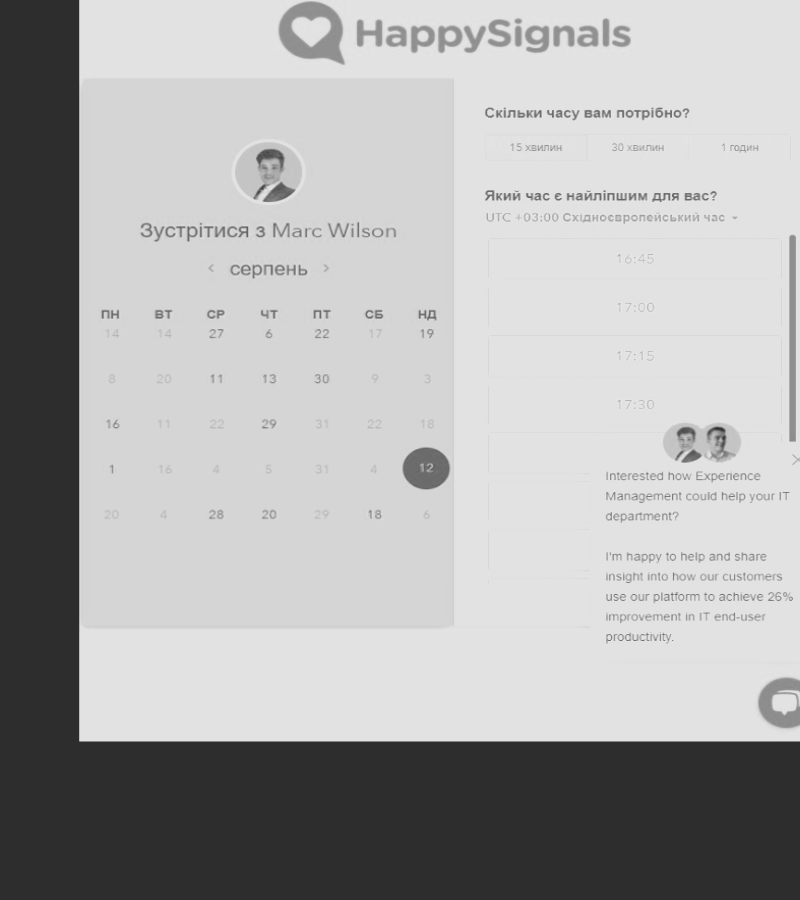 HappySignals
Зустрітися з Marc Wilson
серпень
ПН ВТ СР ЧТ ПТ СБ НД
14 14 27 6 22 17 19
8 20 11 13 30 9 3
16 11 22 29 31 22 18
1 16 4 5 31 4 12
20 4 28 20 29 18 6
Скільки часу вам потрібно?
15 хвилин 30 хвилин 1 годин
Який час є найліпшим для вас?
UTC +03:00 Східноєвропейський час
16:45
17:00
17:15
17:30
Interested how Experience
Management could help your IT
department?
I'm happy to help and share
insight into how our customers
use our platform to achieve 26%
improvement in IT end-user
productivity.